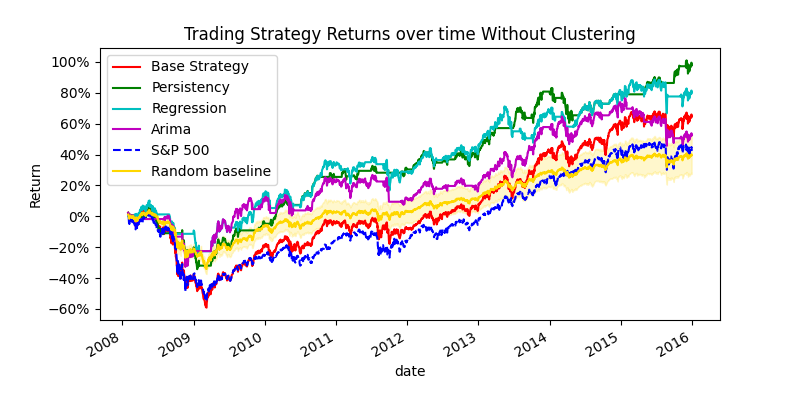 Trading Strategy Returns over time Without Clustering
100%
80%
60%
40%
20%
0%
−20%
−40%
−60%
Return
Base Strategy
Persistency
Regression
Arima
S&P 500
Random baseline
2008
2009
2010
2011
2012
2013
2014
2015
2016
date